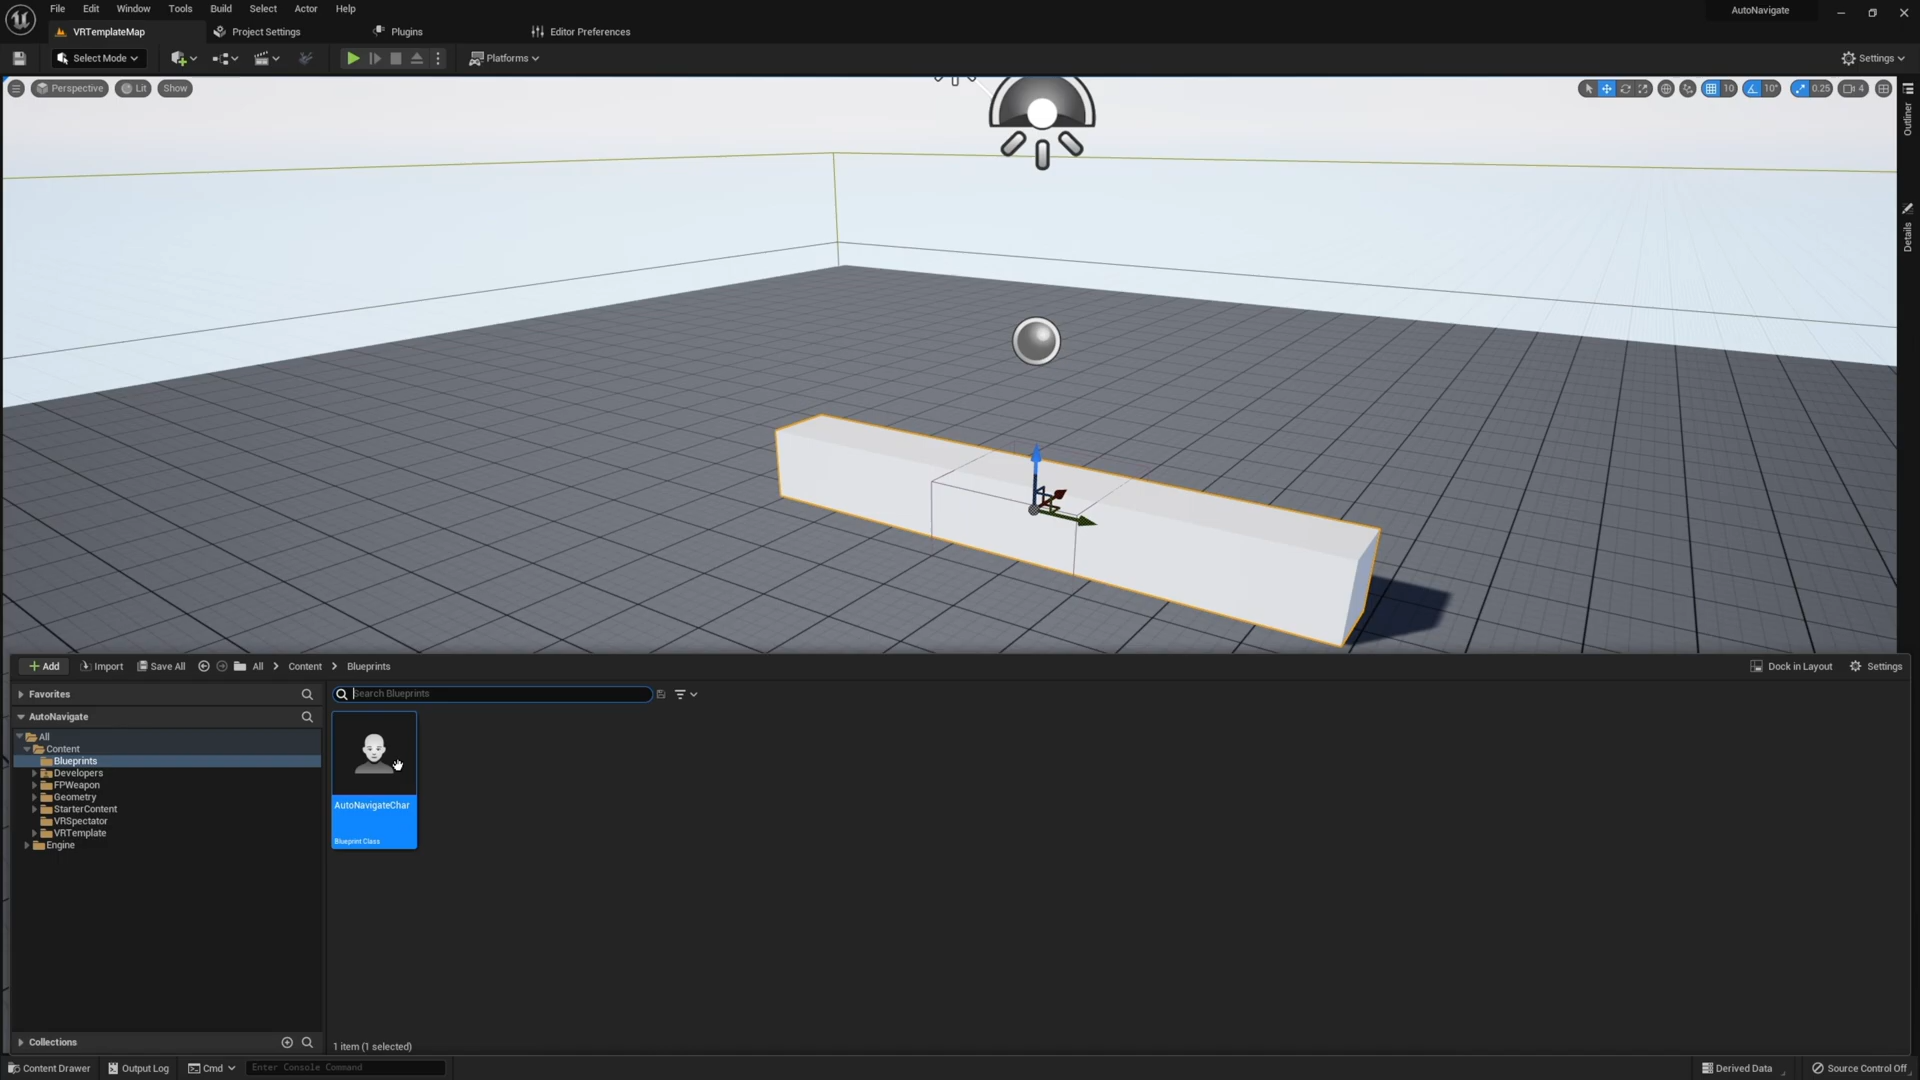 File Edit Window Tools Build Select Actor Help
AutoNavigate
VRTemplateMap Project Settings Plugins Editor Preferences
Select Mode Platforms Settings
Perspective Lit Show 10 10° 0.25 4
Outliner
Details
Add Import Save All All Content Blueprints Dock in Layout Settings
Favorites
Search Blueprints
AutoNavigate
All
Content
Blueprints
Developers
FPWeapon
Geometry
StarterContent
VRSpectator
VRTemplate
Engine
AutoNavigateChar
Blueprint Class
Collections
1 item (1 selected)
Content Drawer Output Log Cmd Enter Console Command Derived Data Source Control Off